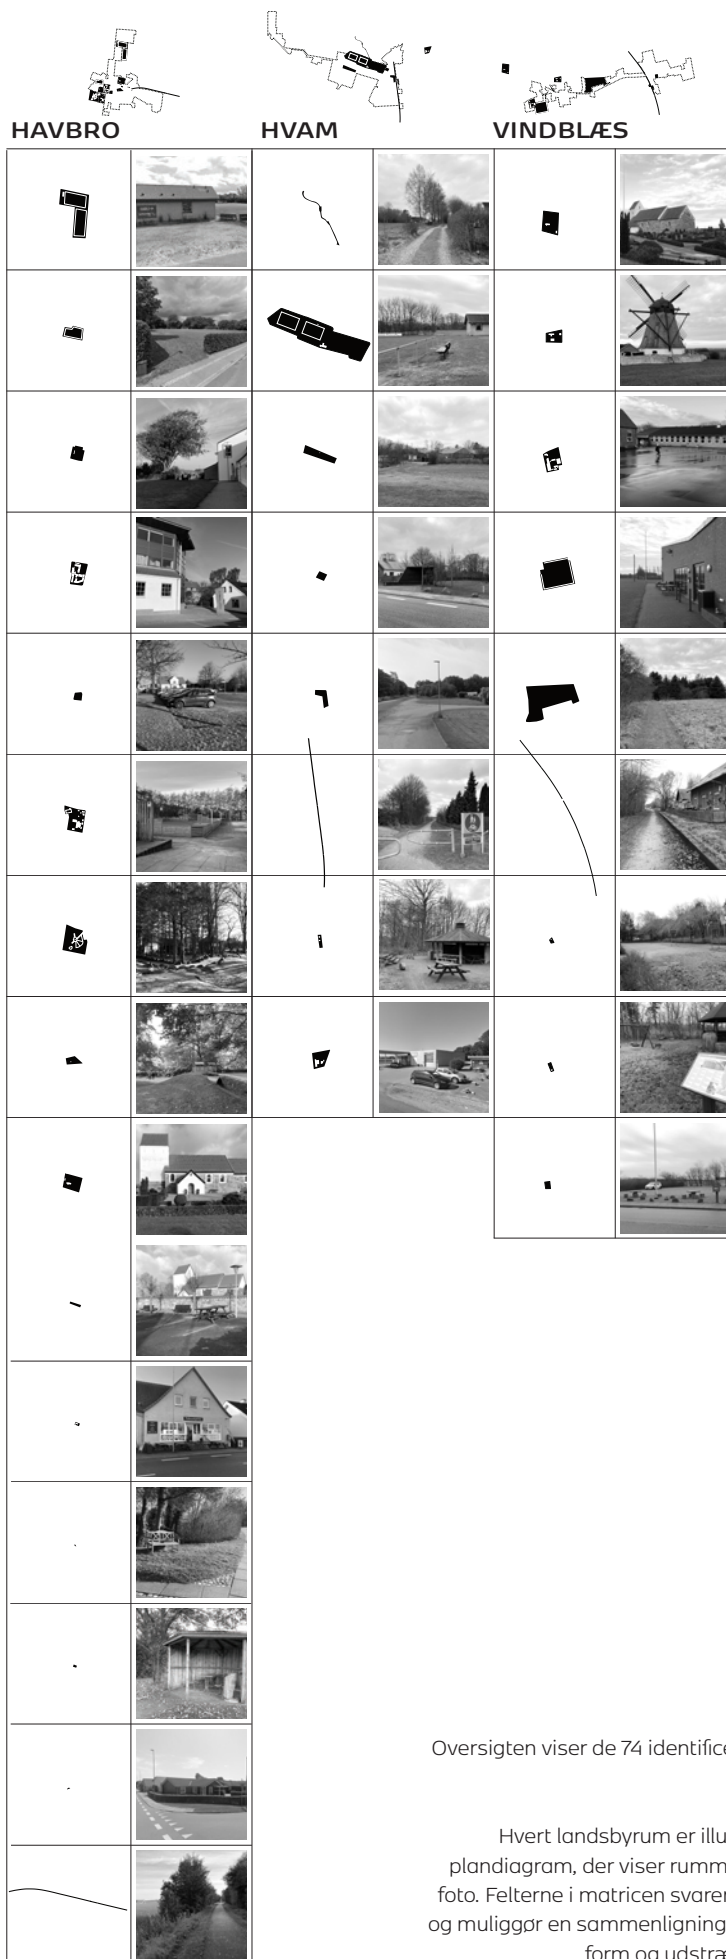 HAVBRO HVAM VINDBLÆS
Oversigten viser de 74 identifice
Hvert landsbyrum er illu
plandiagram, der viser rumm
foto. Felterne i matricen svarer
og muliggør en sammenligning
form og udstræ